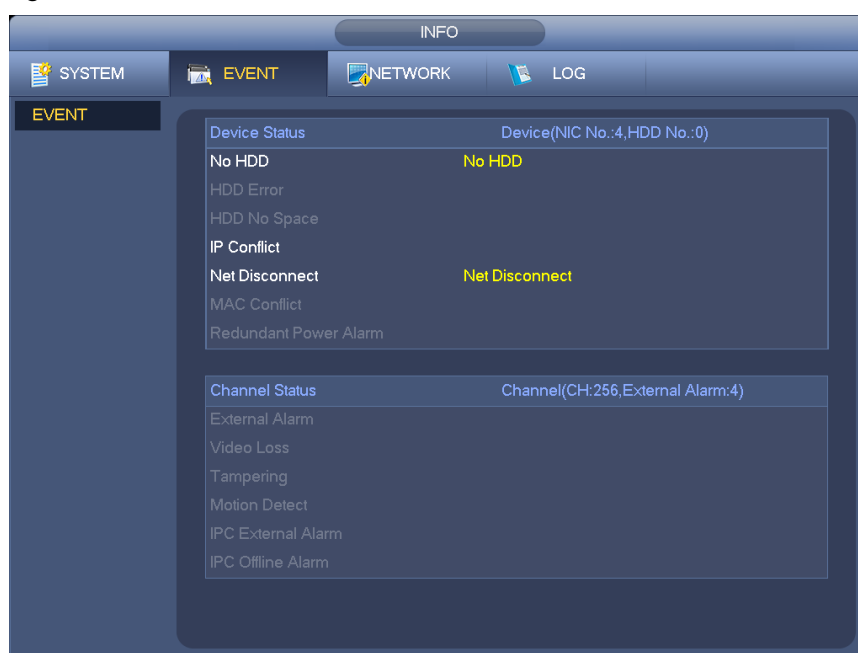 INFO
SYSTEM EVENT NETWORK LOG
EVENT
Device Status Device(NIC No.:4,HDD No.:0)
No HDD No HDD
HDD Error
HDD No Space
IP Conflict
Net Disconnect Net Disconnect
MAC Conflict
Redundant Power Alarm
Channel Status Channel(CH:256,External Alarm:4)
External Alarm
Video Loss
Tampering
Motion Detect
IPC External Alarm
IPC Offline Alarm